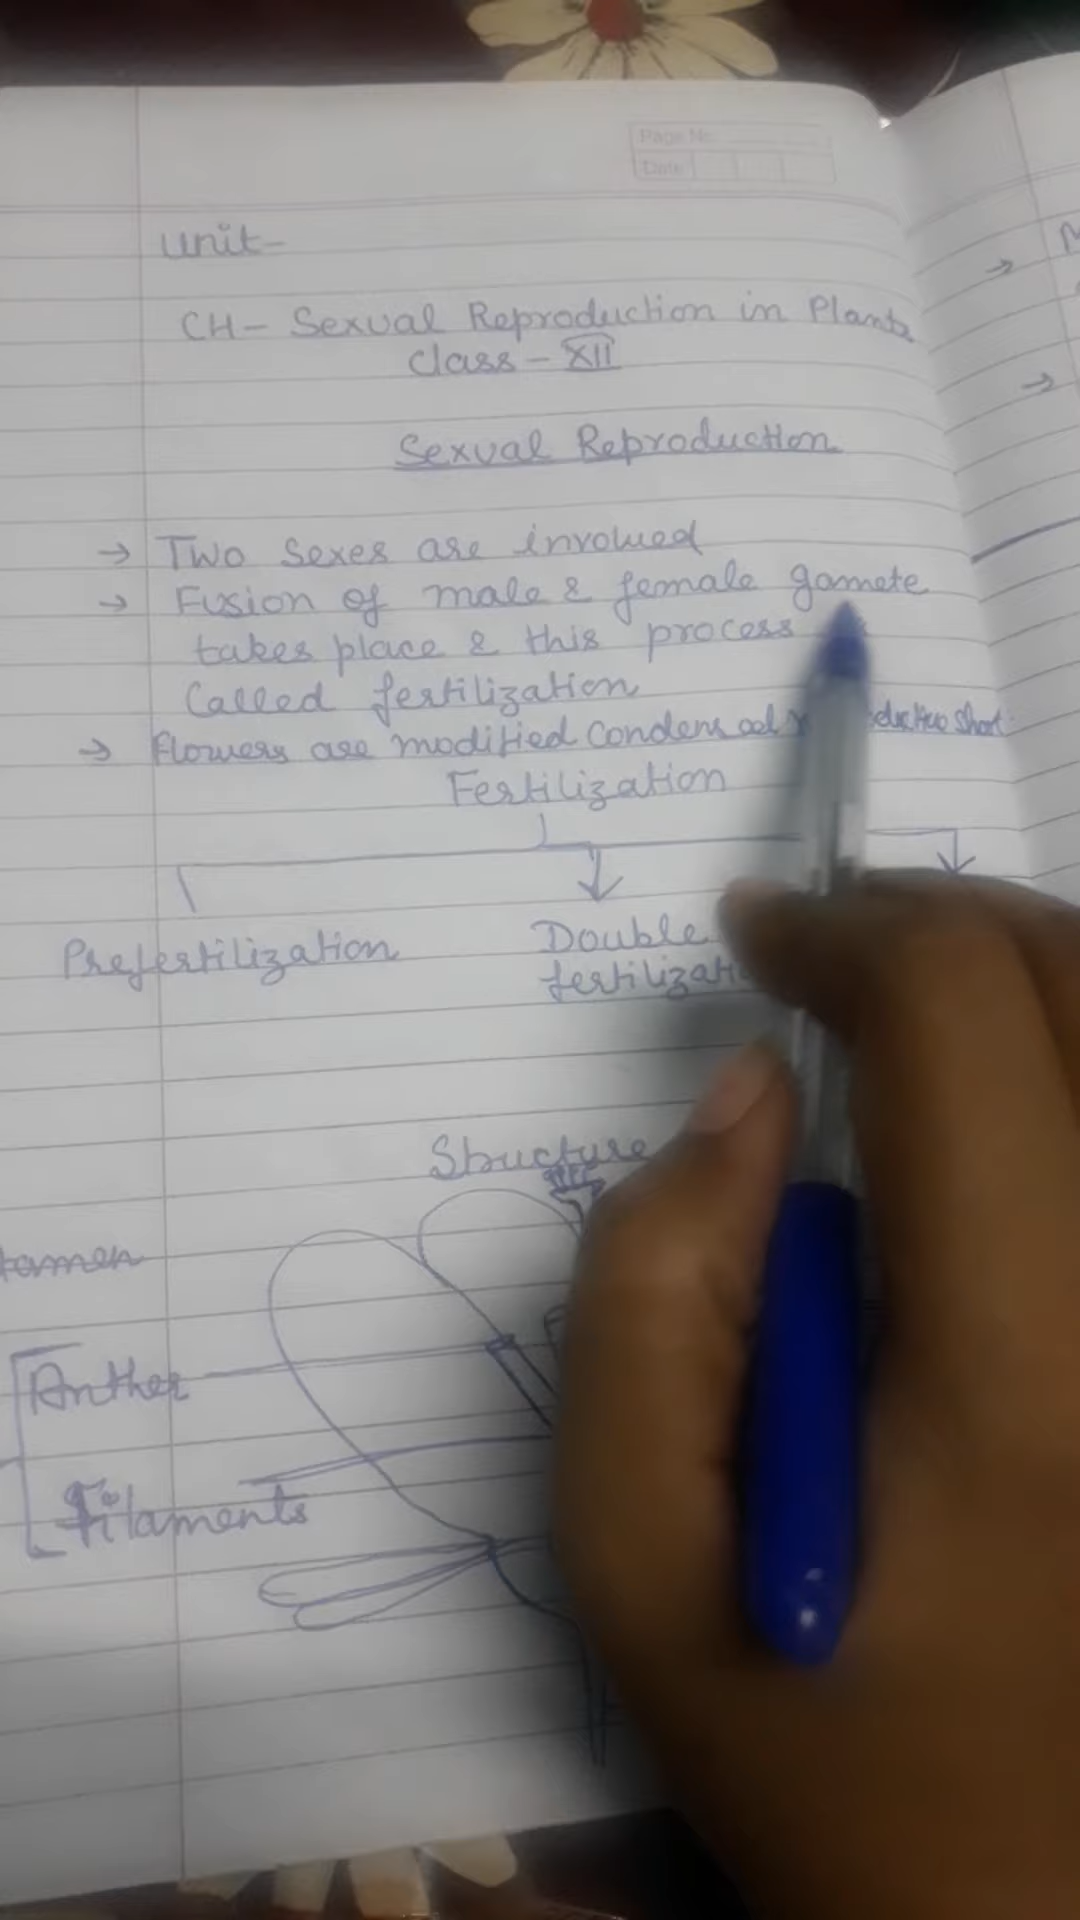 Page No.
Date
unit-
CH- Sexual Reproduction in Plants
Class - XII
Sexual Reproduction
→ Two sexes are involved
→ Fusion of male & female gamete
takes place & this process
Called fertilization
→ flowers are modified Condensed
Fertilization
Prefertilization
Double
Structure
Anther
Filaments